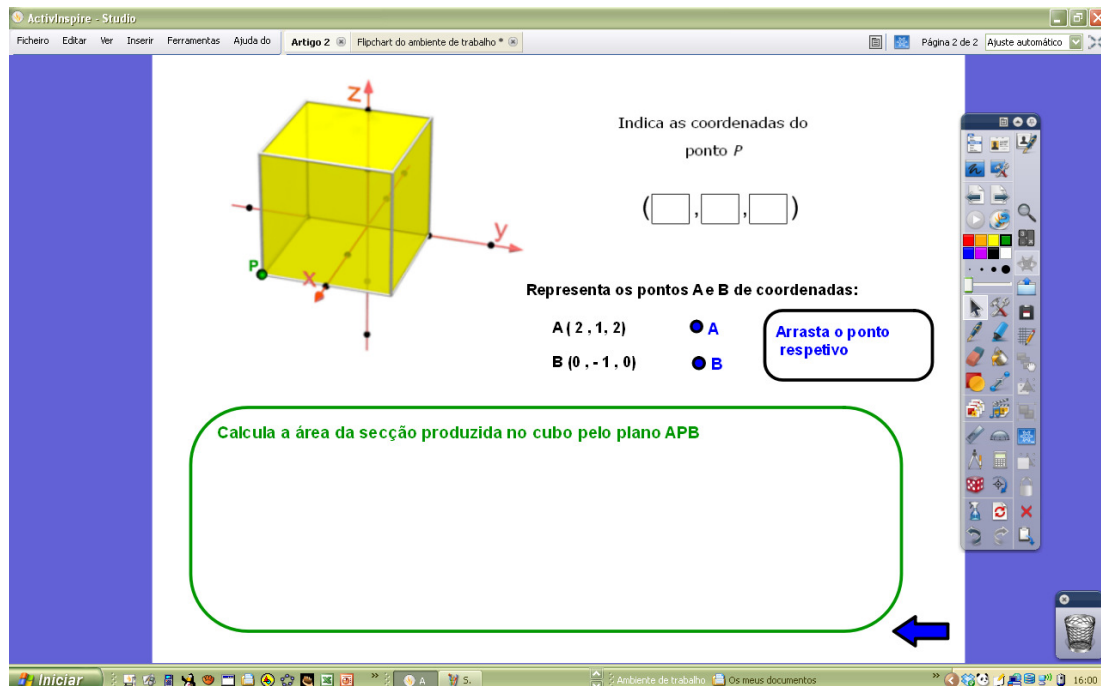 ActivInspire - Studio
Ficheiro Editar Ver Inserir Ferramentas Ajuda do Artigo 2 Flipchart do ambiente de trabalho * Página 2 de 2 Ajuste automático
z
y
x
P
Indica as coordenadas do
ponto P
( , , )
Representa os pontos A e B de coordenadas:
A ( 2 , 1, 2) A
B (0 , - 1 , 0) B
Arrasta o ponto
respetivo
Calcula a área da secção produzida no cubo pelo plano APB
Iniciar » A S. Ambiente de trabalho Os meus documentos » 16:00